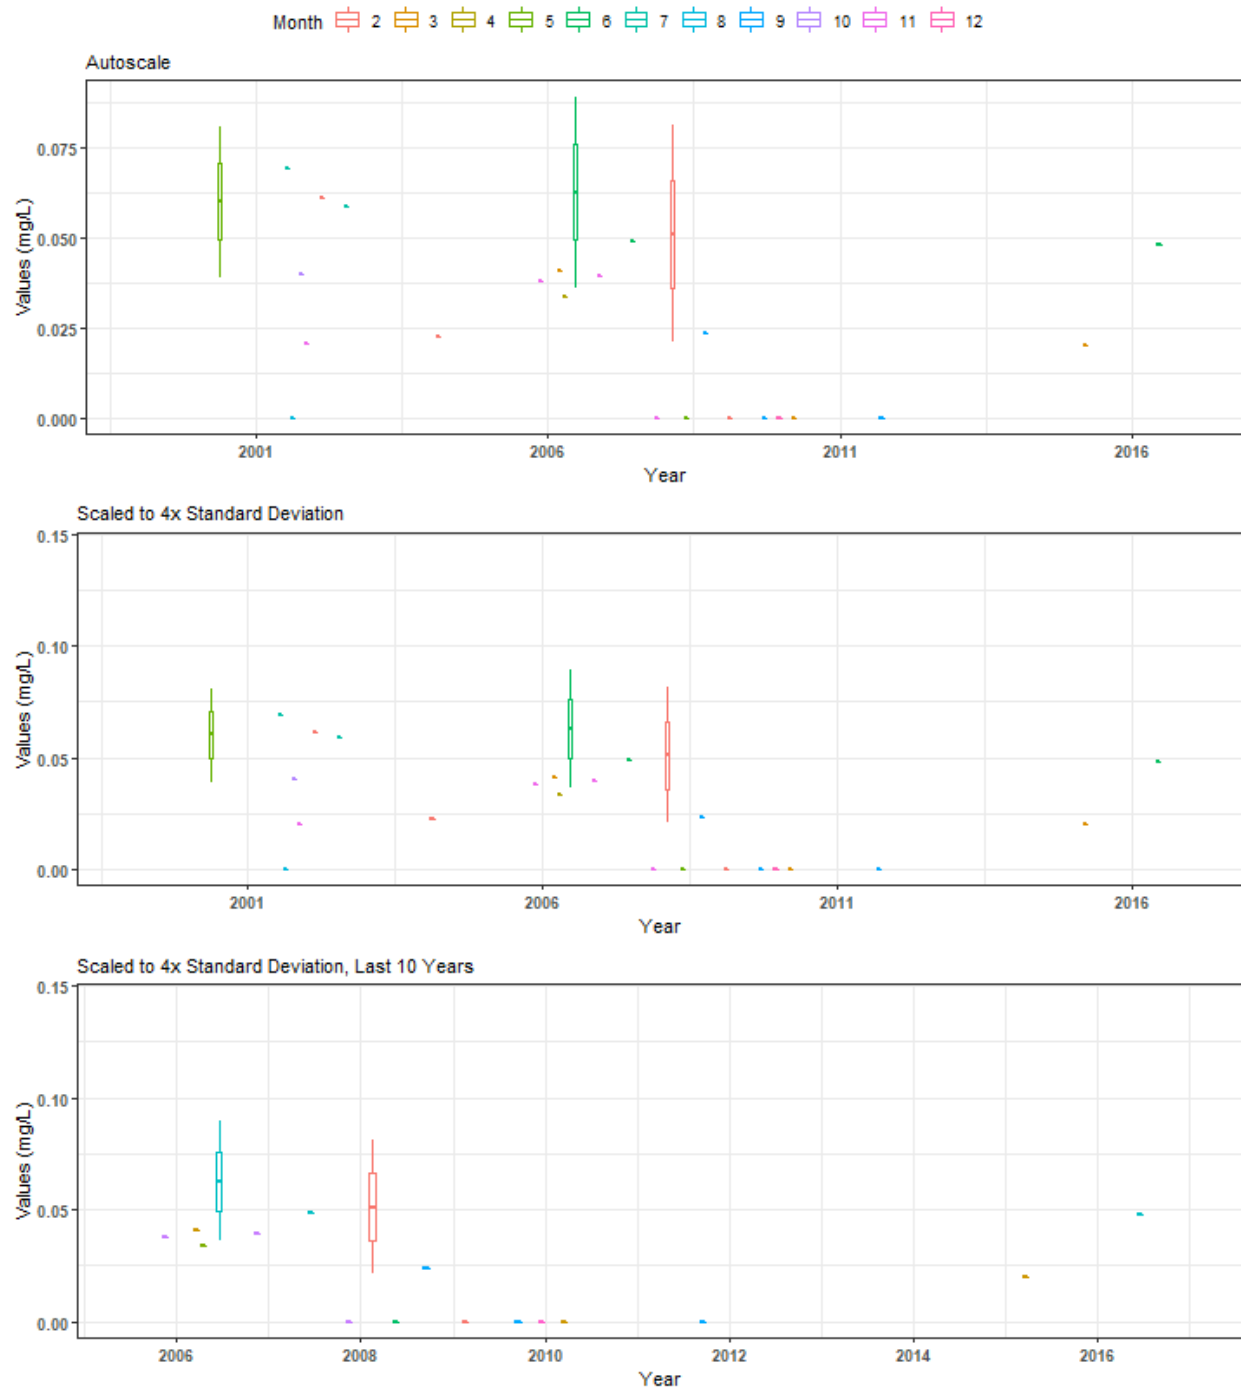 Month 2 3 4 5 6 7 8 9 10 11 12
Autoscale
0.075
0.050
0.025
0.000
Values (mg/L)
2001 2006 2011 2016
Year
Scaled to 4x Standard Deviation
0.15
0.10
0.05
0.00
Values (mg/L)
2001 2006 2011 2016
Year
Scaled to 4x Standard Deviation, Last 10 Years
0.15
0.10
0.05
0.00
Values (mg/L)
2006 2008 2010 2012 2014 2016
Year